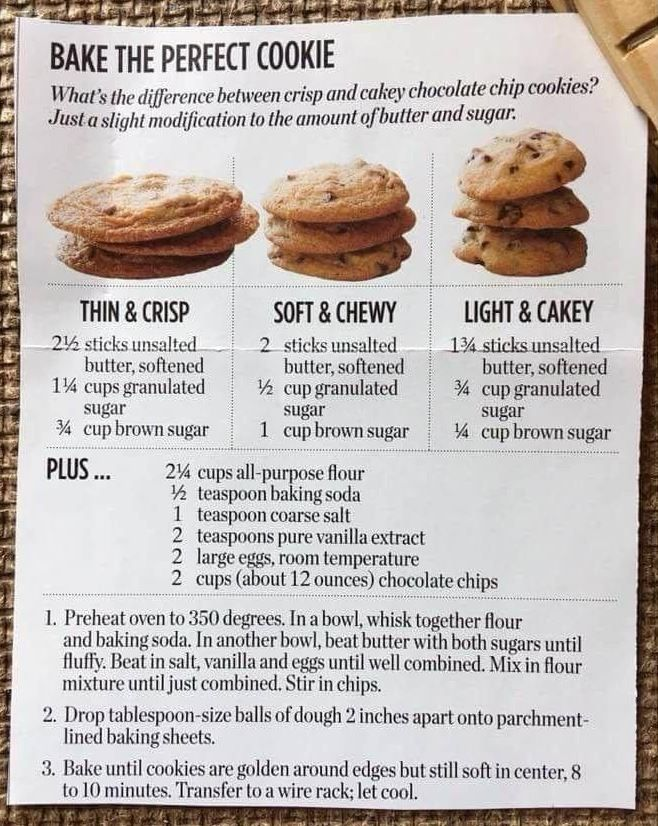 BAKE THE PERFECT COOKIE
What's the difference between crisp and cakey chocolate chip cookies?
Just a slight modification to the amount of butter and sugar.
THIN & CRISP
2½ sticks unsalted
butter, softened
1¼ cups granulated
sugar
¾ cup brown sugar
SOFT & CHEWY
2 sticks unsalted
butter, softened
½ cup granulated
sugar
1 cup brown sugar
LIGHT & CAKEY
1¾ sticks unsalted
butter, softened
¾ cup granulated
sugar
¼ cup brown sugar
PLUS ...
2¼ cups all-purpose flour
½ teaspoon baking soda
1 teaspoon coarse salt
2 teaspoons pure vanilla extract
2 large eggs, room temperature
2 cups (about 12 ounces) chocolate chips
1. Preheat oven to 350 degrees. In a bowl, whisk together flour
and baking soda. In another bowl, beat butter with both sugars until
fluffy. Beat in salt, vanilla and eggs until well combined. Mix in flour
mixture until just combined. Stir in chips.
2. Drop tablespoon-size balls of dough 2 inches apart onto parchment-
lined baking sheets.
3. Bake until cookies are golden around edges but still soft in center, 8
to 10 minutes. Transfer to a wire rack; let cool.